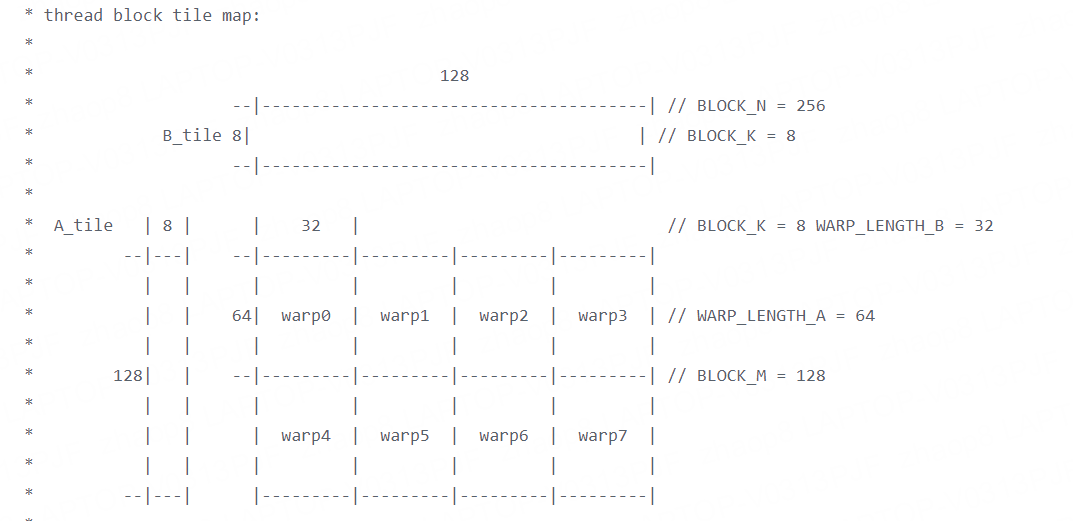 * thread block tile map:
*
*                                         128
*                    --|---------------------------------------| // BLOCK_N = 256
*             B_tile 8|                                       | // BLOCK_K = 8
*                    --|---------------------------------------|
*
*  A_tile   | 8 |      |    32   |                               // BLOCK_K = 8 WARP_LENGTH_B = 32
*         --|---|    --|---------|---------|---------|---------|
*           |   |      |         |         |         |         |
*           |   |    64|  warp0  |  warp1  |  warp2  |  warp3  | // WARP_LENGTH_A = 64
*           |   |      |         |         |         |         |
*        128|   |    --|---------|---------|---------|---------| // BLOCK_M = 128
*           |   |      |         |         |         |         |
*           |   |      |  warp4  |  warp5  |  warp6  |  warp7  |
*           |   |      |         |         |         |         |
*         --|---|      |---------|---------|---------|---------|
*